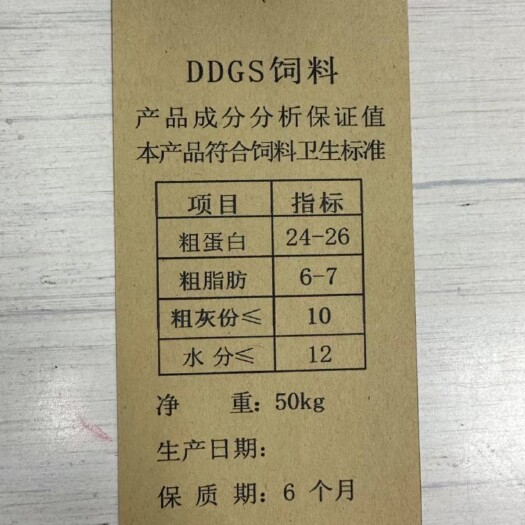 DDGS饲料
产品成分分析保证值
本产品符合饲料卫生标准
项目 指标
粗蛋白 24-26
粗脂肪 6-7
粗灰份≤ 10
水分≤ 12
净 重: 50kg
生产日期:
保质期: 6 个月